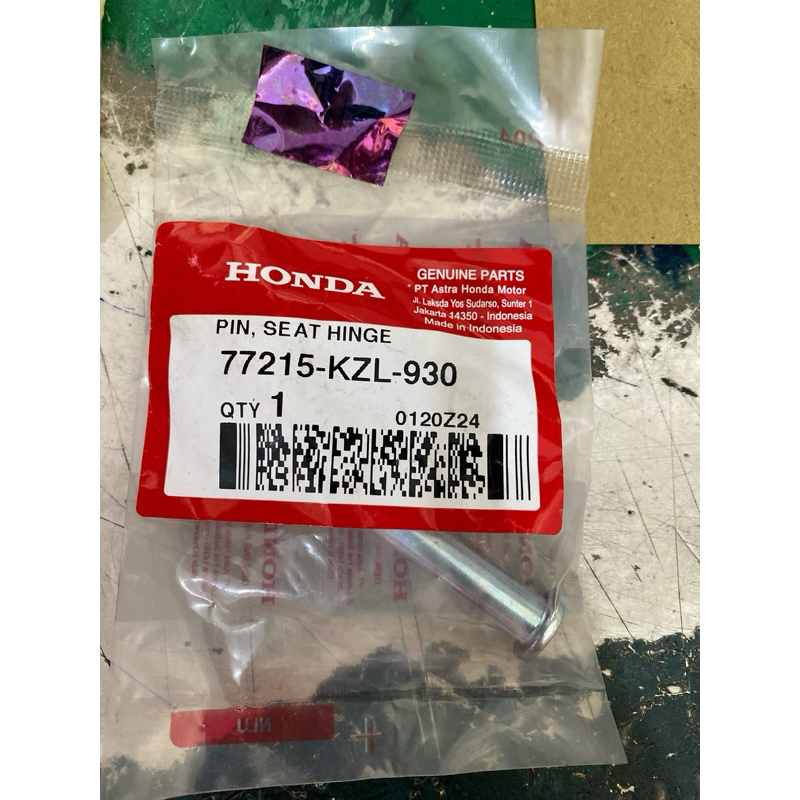 HONDA
GENUINE PARTS
PT Astra Honda Motor
Jl. Laksda Yos Sudarso, Sunter 1
Jakarta 14350 - Indonesia
Made in Indonesia
PIN, SEAT HINGE
77215-KZL-930
QTY 1
0120Z24